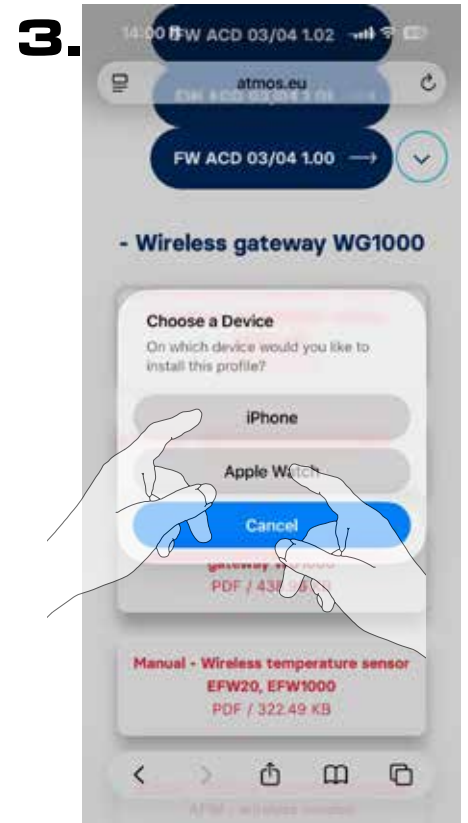 3.
14:00 FW ACD 03/04 1.02
atmos.eu
FW ACD 03/04 1.00
- Wireless gateway WG1000
Choose a Device
On which device would you like to
install this profile?
iPhone
Apple Watch
Cancel
gateway WG1000
PDF /
Manual - Wireless temperature sensor
EFW20, EFW1000
PDF / 322.49 KB